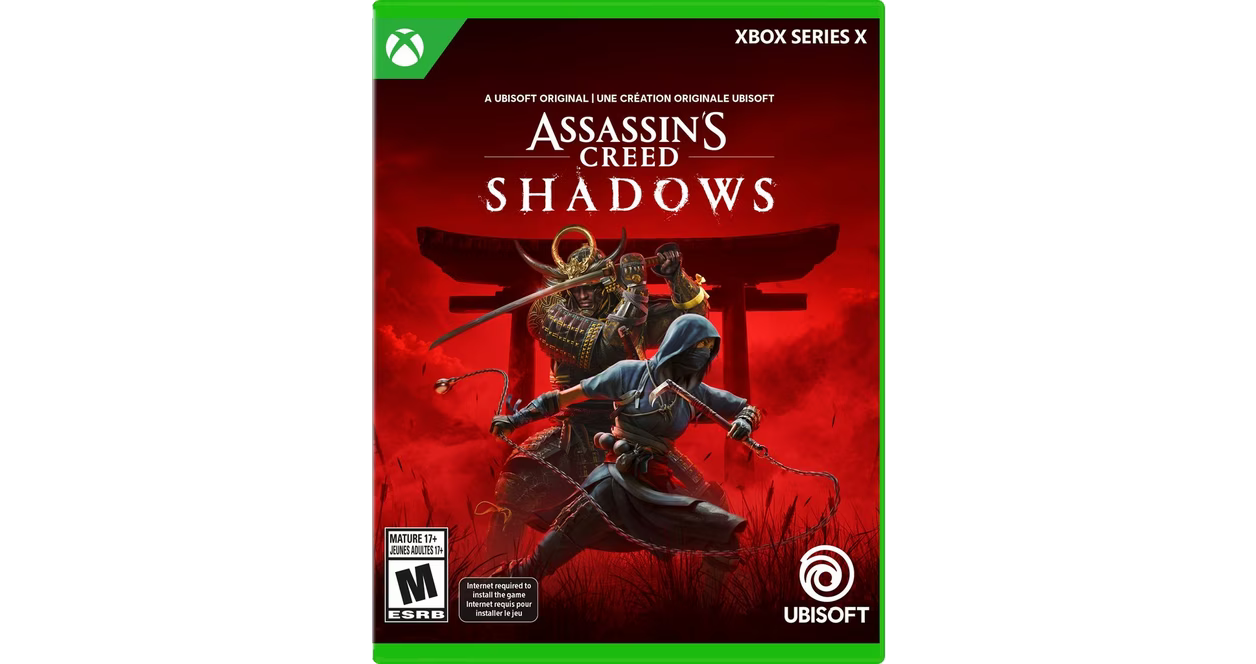 XBOX SERIES X
A UBISOFT ORIGINAL | UNE CRÉATION ORIGINALE UBISOFT
ASSASSIN'S
CREED
SHADOWS
MATURE 17+
JEUNES ADULTES 17+
M
ESRB
Internet required to
install the game
Internet requis pour
installer le jeu
UBISOFT